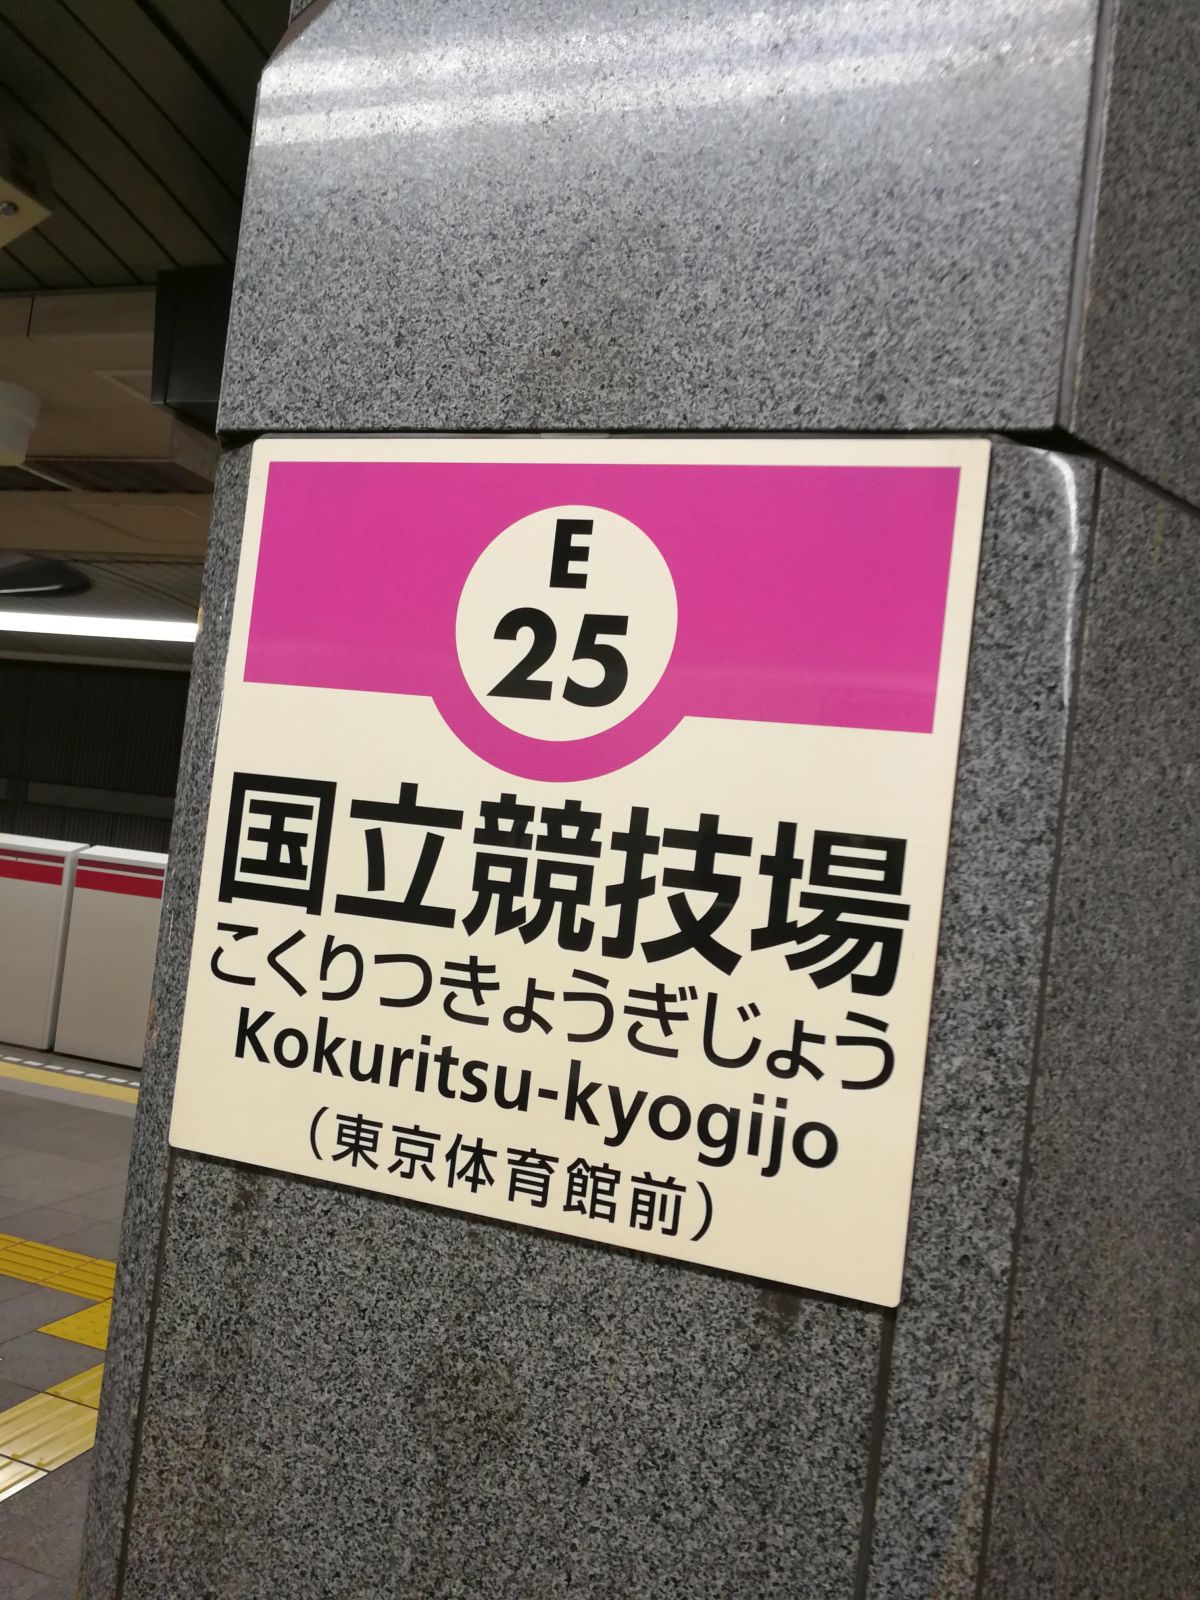 E
25
国立競技場
こくりつきょうぎじょう
Kokuritsu-kyogijo
（東京体育館前）